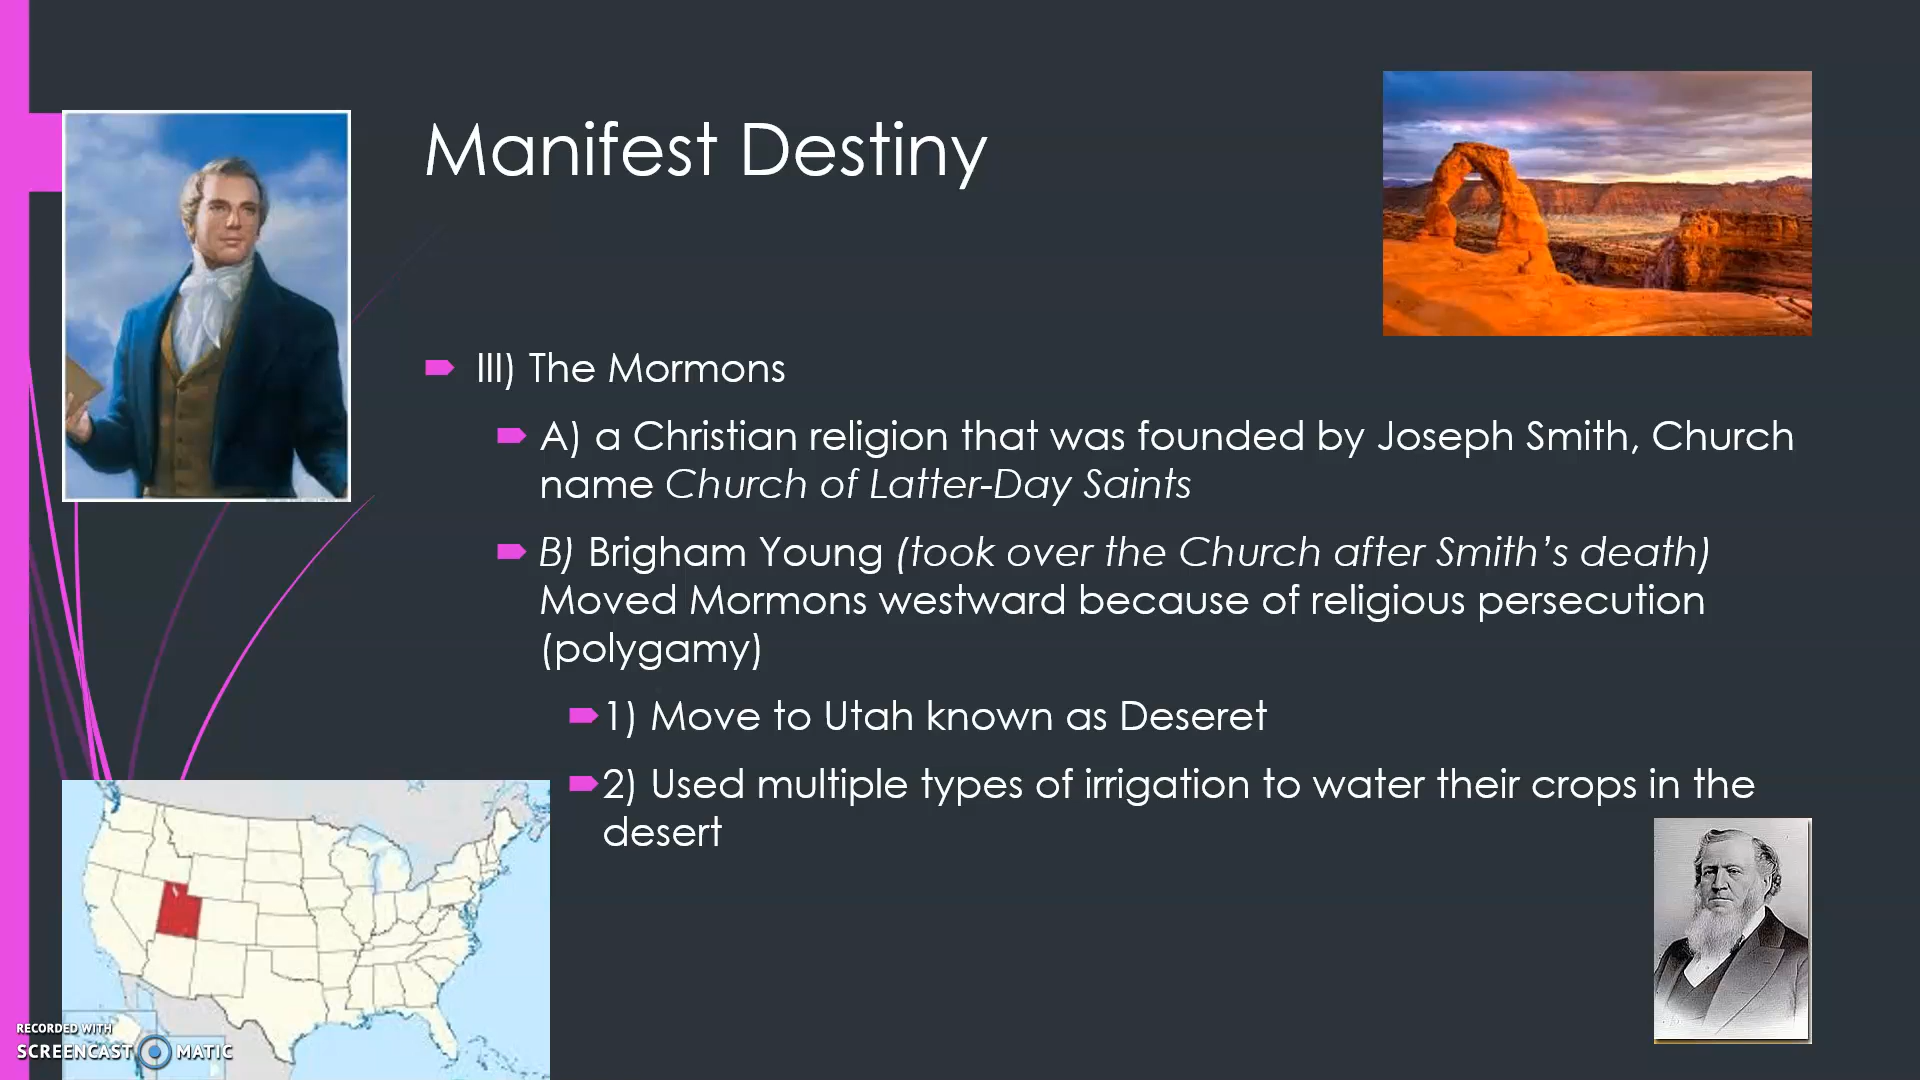 Manifest Destiny
III) The Mormons
A) a Christian religion that was founded by Joseph Smith, Church
name Church of Latter-Day Saints
B) Brigham Young (took over the Church after Smith’s death)
Moved Mormons westward because of religious persecution
(polygamy)
1) Move to Utah known as Deseret
2) Used multiple types of irrigation to water their crops in the
desert
RECORDED WITH
SCREENCAST MATIC